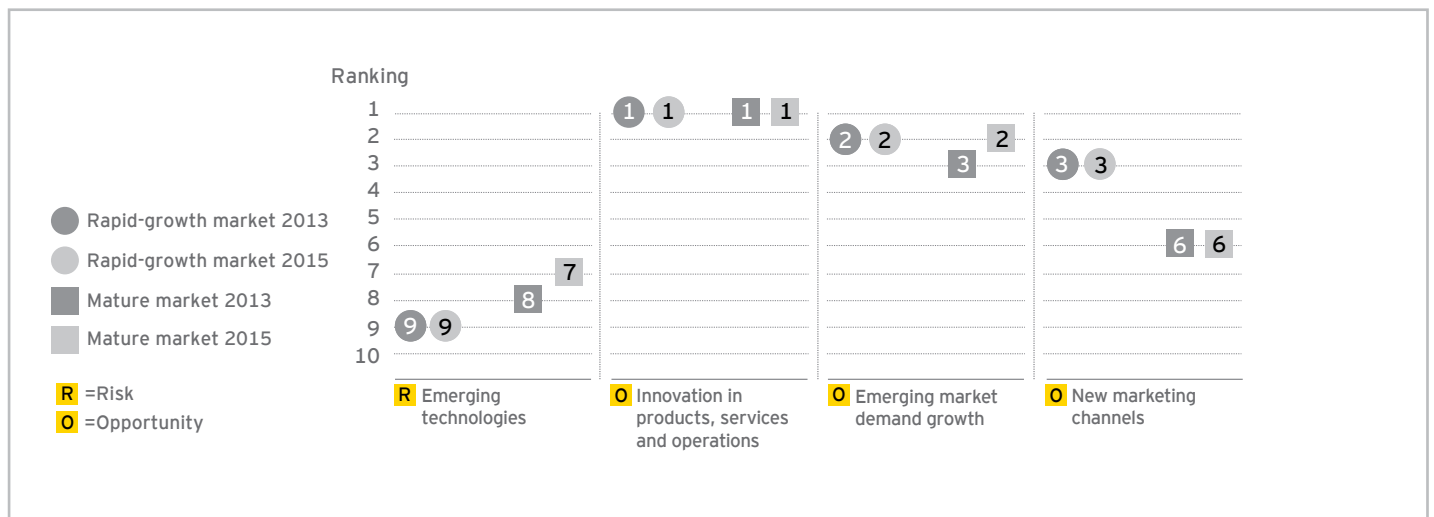 Ranking
1
2
3
4
5
6
7
8
9
10
Rapid-growth market 2013
Rapid-growth market 2015
Mature market 2013
Mature market 2015
R =Risk
O =Opportunity
9 9 8 7
1 1 1 1
2 2 3 2
3 3 6 6
R Emerging
technologies
O Innovation in
products, services
and operations
O Emerging market
demand growth
O New marketing
channels